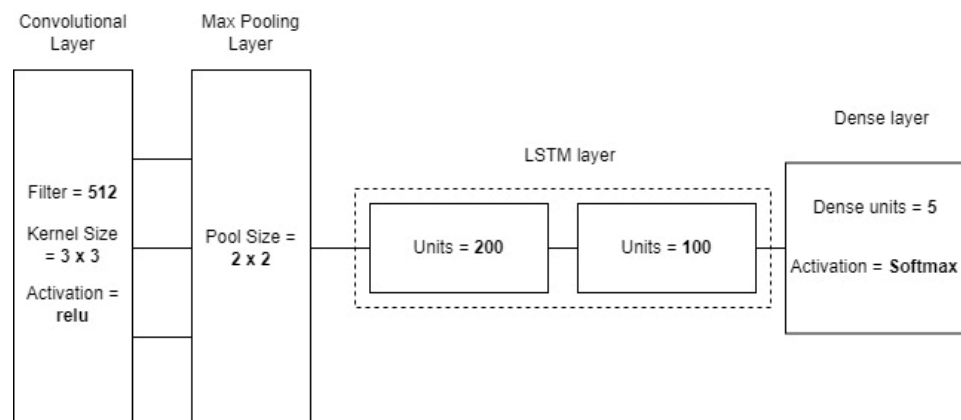 Convolutional
Layer
Max Pooling
Layer
Filter = 512
Kernel Size
= 3 x 3
Activation =
relu
Pool Size =
2 x 2
LSTM layer
Units = 200
Units = 100
Dense layer
Dense units = 5
Activation = Softmax